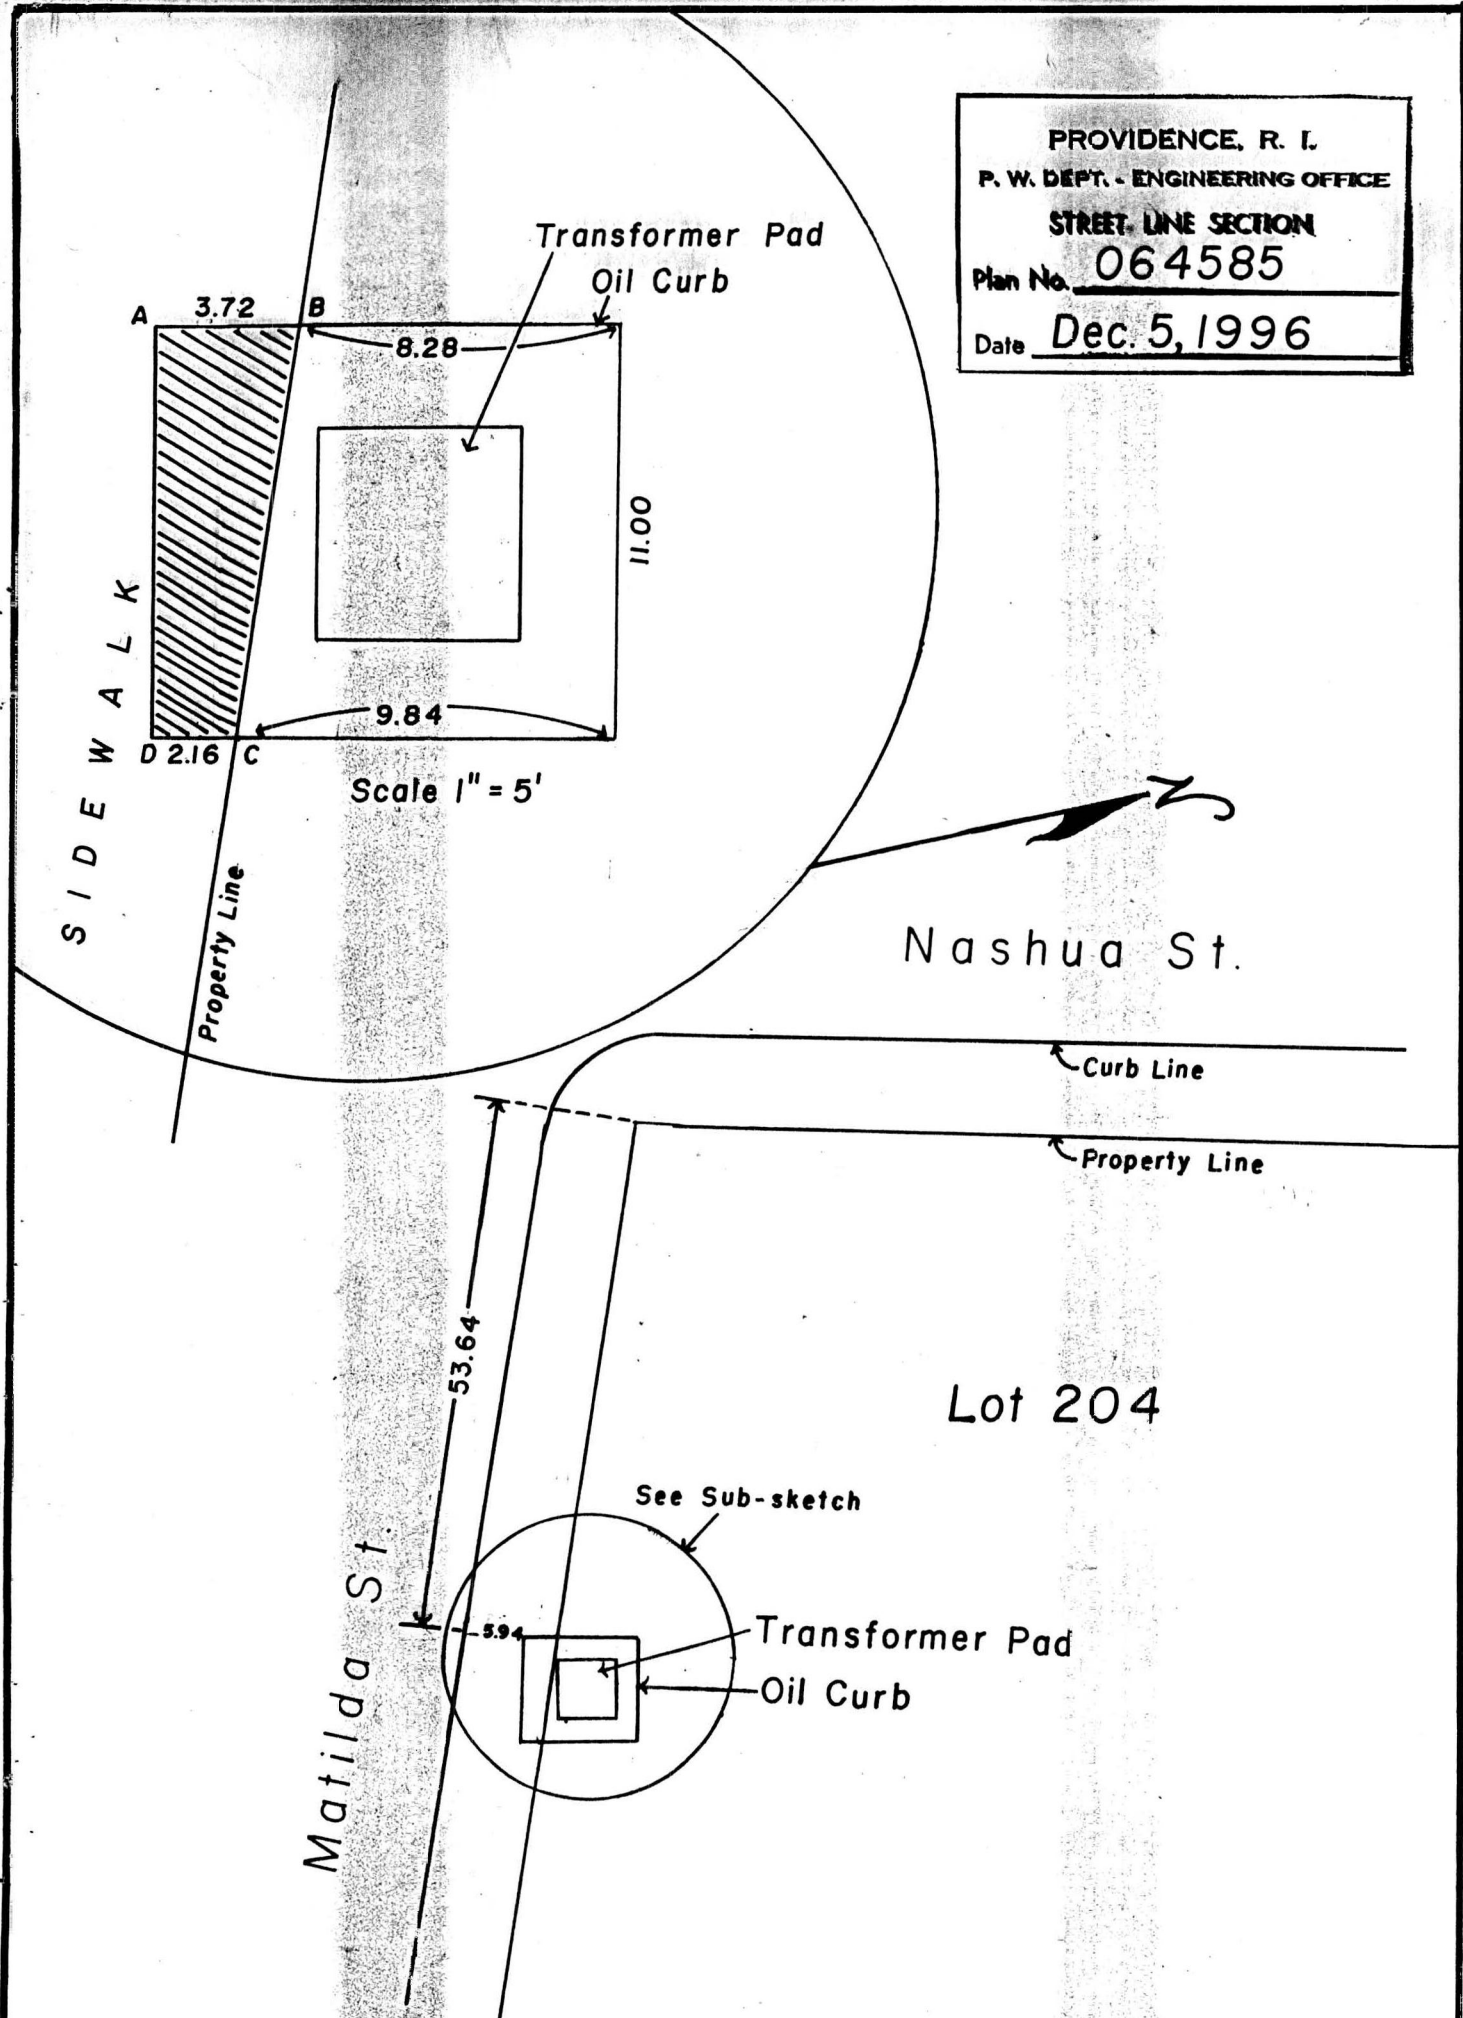 PROVIDENCE, R. I.
P. W. DEPT. - ENGINEERING OFFICE
STREET LINE SECTION
Plan No. 064585
Date Dec. 5, 1996
Transformer Pad
Oil Curb
A 3.72 B
8.28
11.00
9.84
D 2.16 C
Scale 1" = 5'
SIDEWALK
Property Line
N
Nashua St.
Curb Line
Property Line
53.64
Lot 204
See Sub-sketch
5.94
Transformer Pad
Oil Curb
Matilda St.